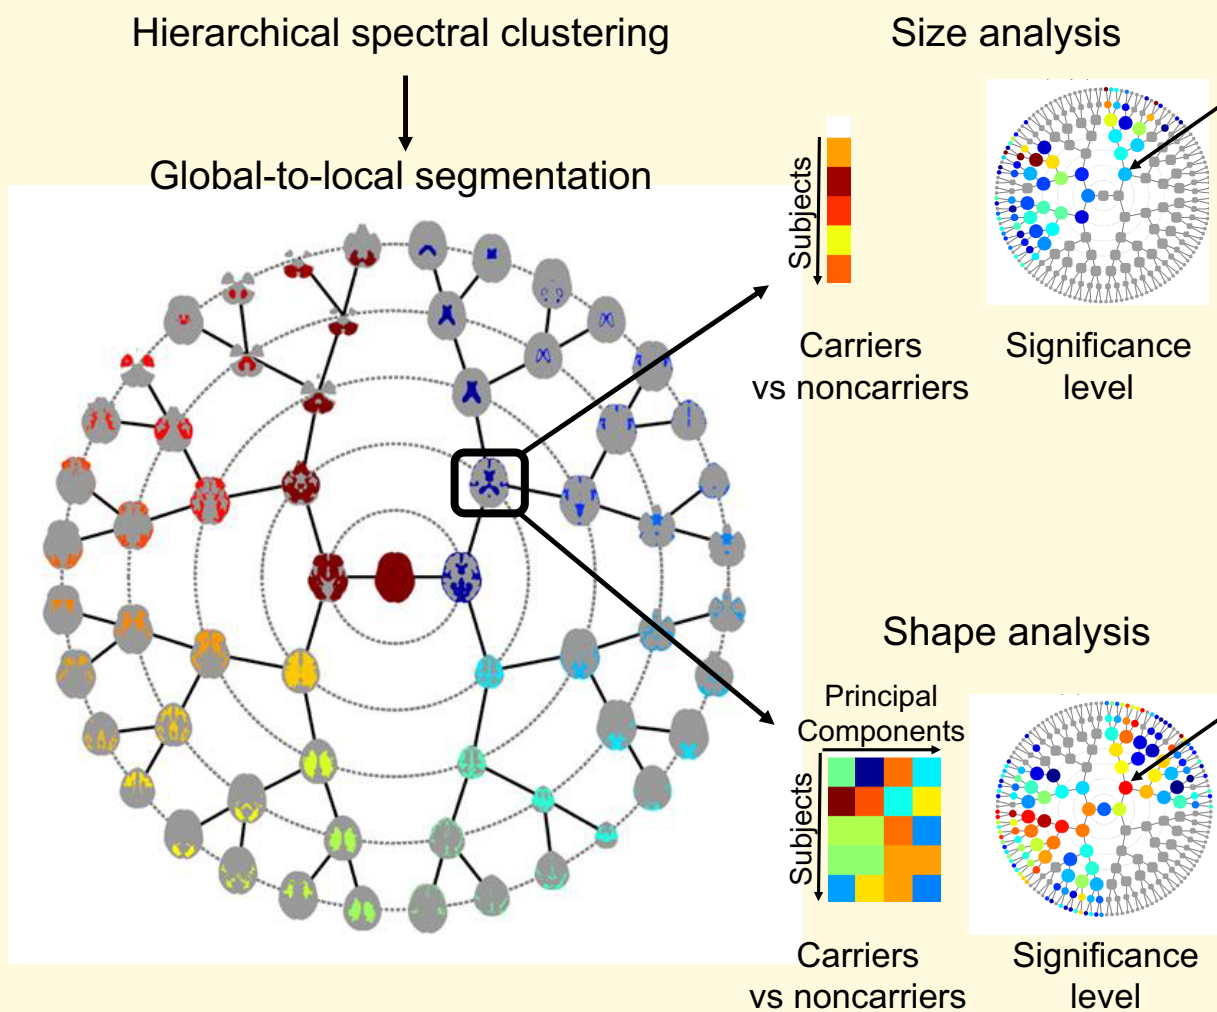 Hierarchical spectral clustering
Global-to-local segmentation
Size analysis
Subjects
Carriers
vs noncarriers
Significance
level
Shape analysis
Principal
Components
Subjects
Carriers
vs noncarriers
Significance
level